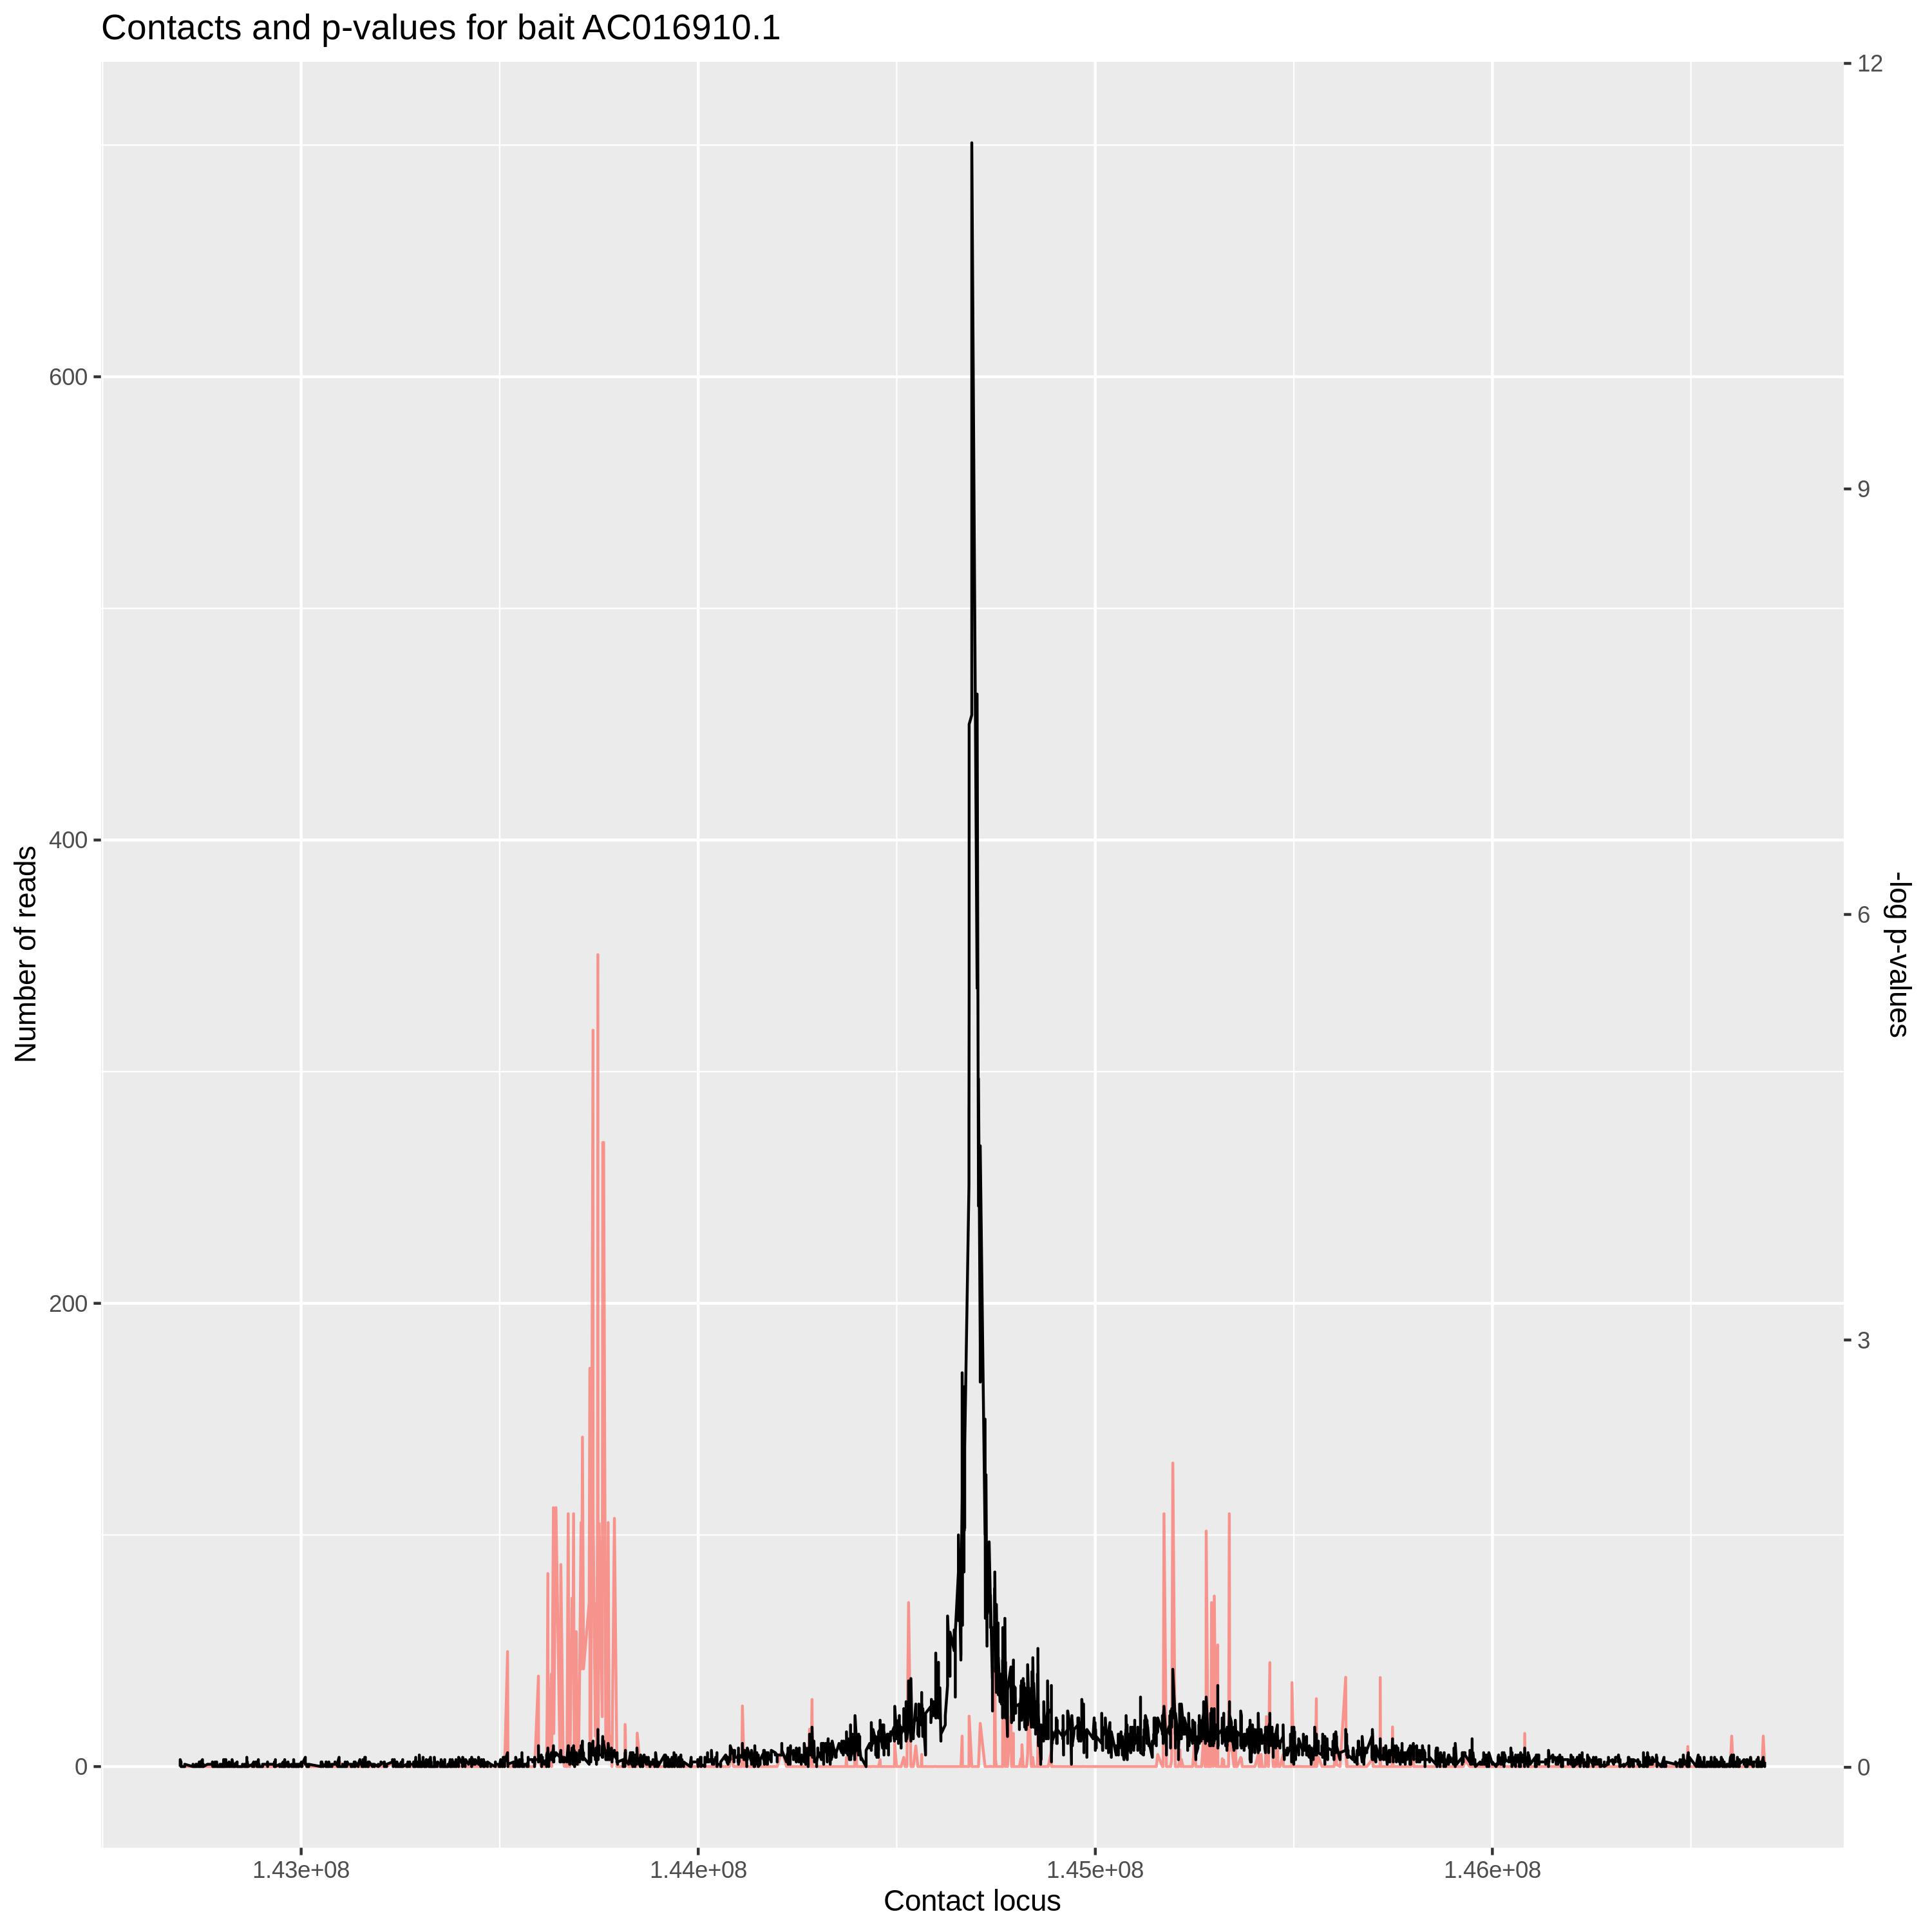 Contacts and p-values for bait AC016910.1
12
9
6
3
0
-log p-values
600
400
200
0
Number of reads
1.43e+08
1.44e+08
1.45e+08
1.46e+08
Contact locus